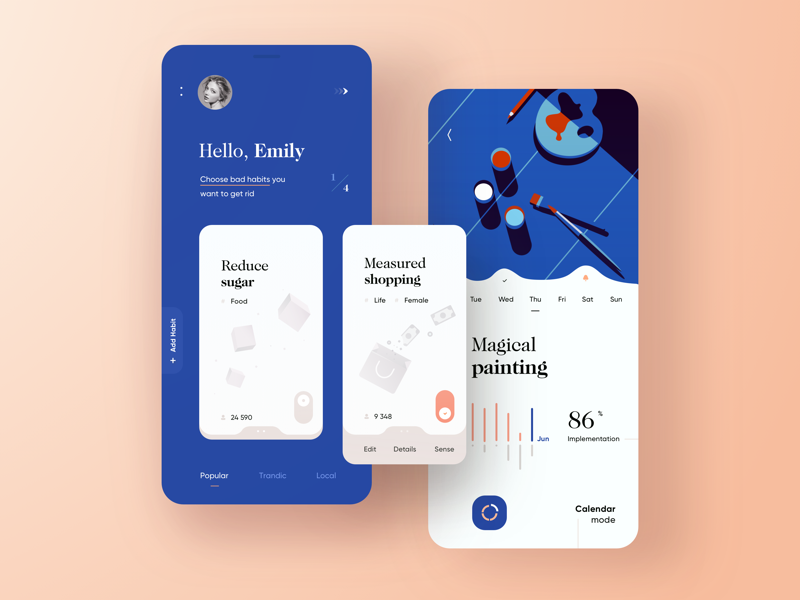 Hello, Emily
Choose bad habits you
want to get rid
1/4
Reduce
sugar
Food
24 590
+ Add Habit
Popular
Trandic
Local
Measured
shopping
Life
Female
9 348
Edit
Details
Sense
Tue
Wed
Thu
Fri
Sat
Sun
Magical
painting
Jun
86 %
Implementation
Calendar
mode